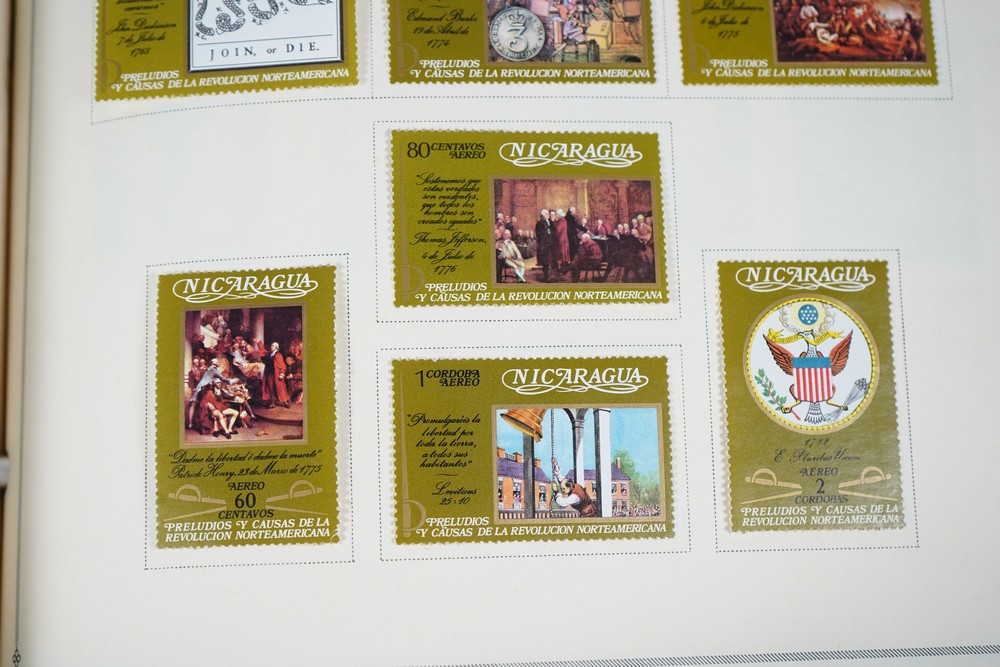 John Dickinson
7 de Julio de
1768
JOIN, or DIE.
PRELUDIOS
Y CAUSAS DE LA REVOLUCION NORTEAMERICANA
Edmund Burke
19 de Abril de
1774
3
PRELUDIOS
Y CAUSAS DE LA REVOLUCION NORTEAMERICANA
6 de Julio de
1775
PRELUDIOS
Y CAUSAS DE LA REVOLUCION NORTEAMERICANA
80 CENTAVOS
AEREO
NICARAGUA
"Sostenemos que
estas verdades
son evidentes,
que todos los
hombres son
creados iguales"
Thomas Jefferson,
4 de Julio de
1776
PRELUDIOS
Y CAUSAS DE LA REVOLUCION NORTEAMERICANA
NICARAGUA
"Dadme la libertad ó dadme la muerte"
Patrick Henry, 23 de Marzo de 1775
AEREO
60
CENTAVOS
PRELUDIOS Y CAUSAS DE LA
REVOLUCION NORTEAMERICANA
1 CORDOBA
AEREO
NICARAGUA
"Promulgaréis la
libertad por
toda la tierra,
a todos sus
habitantes"
Levíticus
25:10
PRELUDIOS
Y CAUSAS DE LA REVOLUCION NORTEAMERICANA
NICARAGUA
1782
E Pluribus Unum
AEREO
2
CORDOBAS
PRELUDIOS Y CAUSAS DE LA
REVOLUCION NORTEAMERICANA